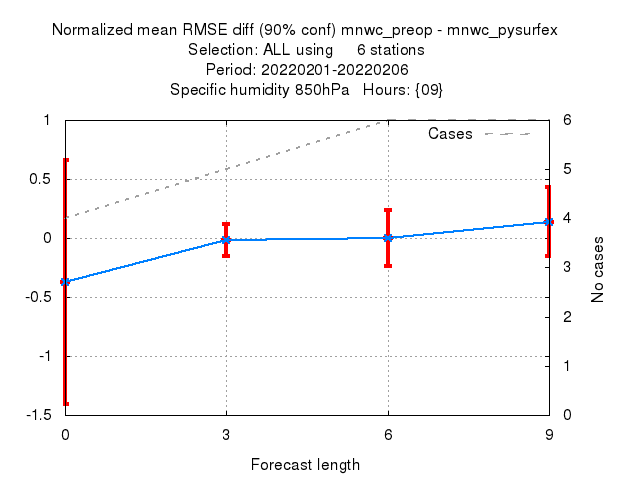 Normalized mean RMSE diff (90% conf) mnwc_preop - mnwc_pysurfex
Selection: ALL using 6 stations
Period: 20220201-20220206
Specific humidity 850hPa Hours: {09}
Cases
1
0.5
0
-0.5
-1
-1.5
6
5
4
3
2
1
0
No cases
0 3 6 9
Forecast length